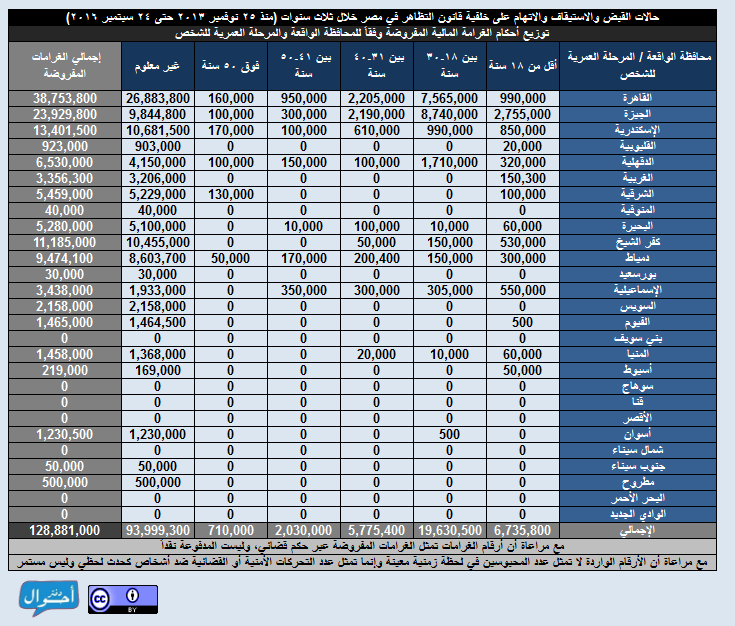 حالات القبض والاستيقاف والاتهام على خلفية قانون التظاهر في مصر خلال ثلاث سنوات (منذ ٢٥ نوفمبر ٢٠١٣ حتى ٢٤ سبتمبر ٢٠١٦)
توزيع أحكام الغرامة المالية المفروضة وفقاً للمحافظة الواقعة والمرحلة العمرية للشخص
محافظة الواقعة / المرحلة العمرية للشخص | أقل من ١٨ سنة | بين ١٨-٣٠ سنة | بين ٣١-٤٠ سنة | بين ٤١-٥٠ سنة | فوق ٥٠ سنة | غير معلوم | إجمالي الغرامات المفروضة
القاهرة | 990,000 | 7,565,000 | 2,205,000 | 950,000 | 160,000 | 26,883,800 | 38,753,800
الجيزة | 2,755,000 | 8,740,000 | 2,190,000 | 300,000 | 100,000 | 9,844,800 | 23,929,800
الإسكندرية | 850,000 | 990,000 | 610,000 | 100,000 | 170,000 | 10,681,500 | 13,401,500
القليوبية | 20,000 | 0 | 0 | 0 | 0 | 903,000 | 923,000
الدقهلية | 320,000 | 1,710,000 | 100,000 | 150,000 | 100,000 | 4,150,000 | 6,530,000
الغربية | 150,300 | 0 | 0 | 0 | 0 | 3,206,000 | 3,356,300
الشرقية | 100,000 | 0 | 0 | 0 | 130,000 | 5,229,000 | 5,459,000
المنوفية | 0 | 0 | 0 | 0 | 0 | 40,000 | 40,000
البحيرة | 60,000 | 10,000 | 100,000 | 10,000 | 0 | 5,100,000 | 5,280,000
كفر الشيخ | 530,000 | 150,000 | 50,000 | 0 | 0 | 10,455,000 | 11,185,000
دمياط | 300,000 | 150,000 | 200,400 | 170,000 | 50,000 | 8,603,700 | 9,474,100
بورسعيد | 0 | 0 | 0 | 0 | 0 | 30,000 | 30,000
الإسماعيلية | 550,000 | 305,000 | 300,000 | 350,000 | 0 | 1,933,000 | 3,438,000
السويس | 0 | 0 | 0 | 0 | 0 | 2,158,000 | 2,158,000
الفيوم | 500 | 0 | 0 | 0 | 0 | 1,464,500 | 1,465,000
بني سويف | 0 | 0 | 0 | 0 | 0 | 0 | 0
المنيا | 60,000 | 10,000 | 20,000 | 0 | 0 | 1,368,000 | 1,458,000
أسيوط | 50,000 | 0 | 0 | 0 | 0 | 169,000 | 219,000
سوهاج | 0 | 0 | 0 | 0 | 0 | 0 | 0
قنا | 0 | 0 | 0 | 0 | 0 | 0 | 0
الأقصر | 0 | 0 | 0 | 0 | 0 | 0 | 0
أسوان | 0 | 500 | 0 | 0 | 0 | 1,230,000 | 1,230,500
شمال سيناء | 0 | 0 | 0 | 0 | 0 | 0 | 0
جنوب سيناء | 0 | 0 | 0 | 0 | 0 | 50,000 | 50,000
مطروح | 0 | 0 | 0 | 0 | 0 | 500,000 | 500,000
البحر الأحمر | 0 | 0 | 0 | 0 | 0 | 0 | 0
الوادي الجديد | 0 | 0 | 0 | 0 | 0 | 0 | 0
الإجمالي | 6,735,800 | 19,630,500 | 5,775,400 | 2,030,000 | 710,000 | 93,999,300 | 128,881,000
مع مراعاة أن أرقام الغرامات تمثل الغرامات المفروضة عبر حكم قضائي، وليست المدفوعة نقداً
مع مراعاة أن الأرقام الواردة لا تمثل عدد المحبوسين في لحظة زمنية معينة وإنما تمثل عدد التحركات الأمنية أو القضائية ضد أشخاص كحدث لحظي وليس مستمر
دفتر أحوال
cc BY